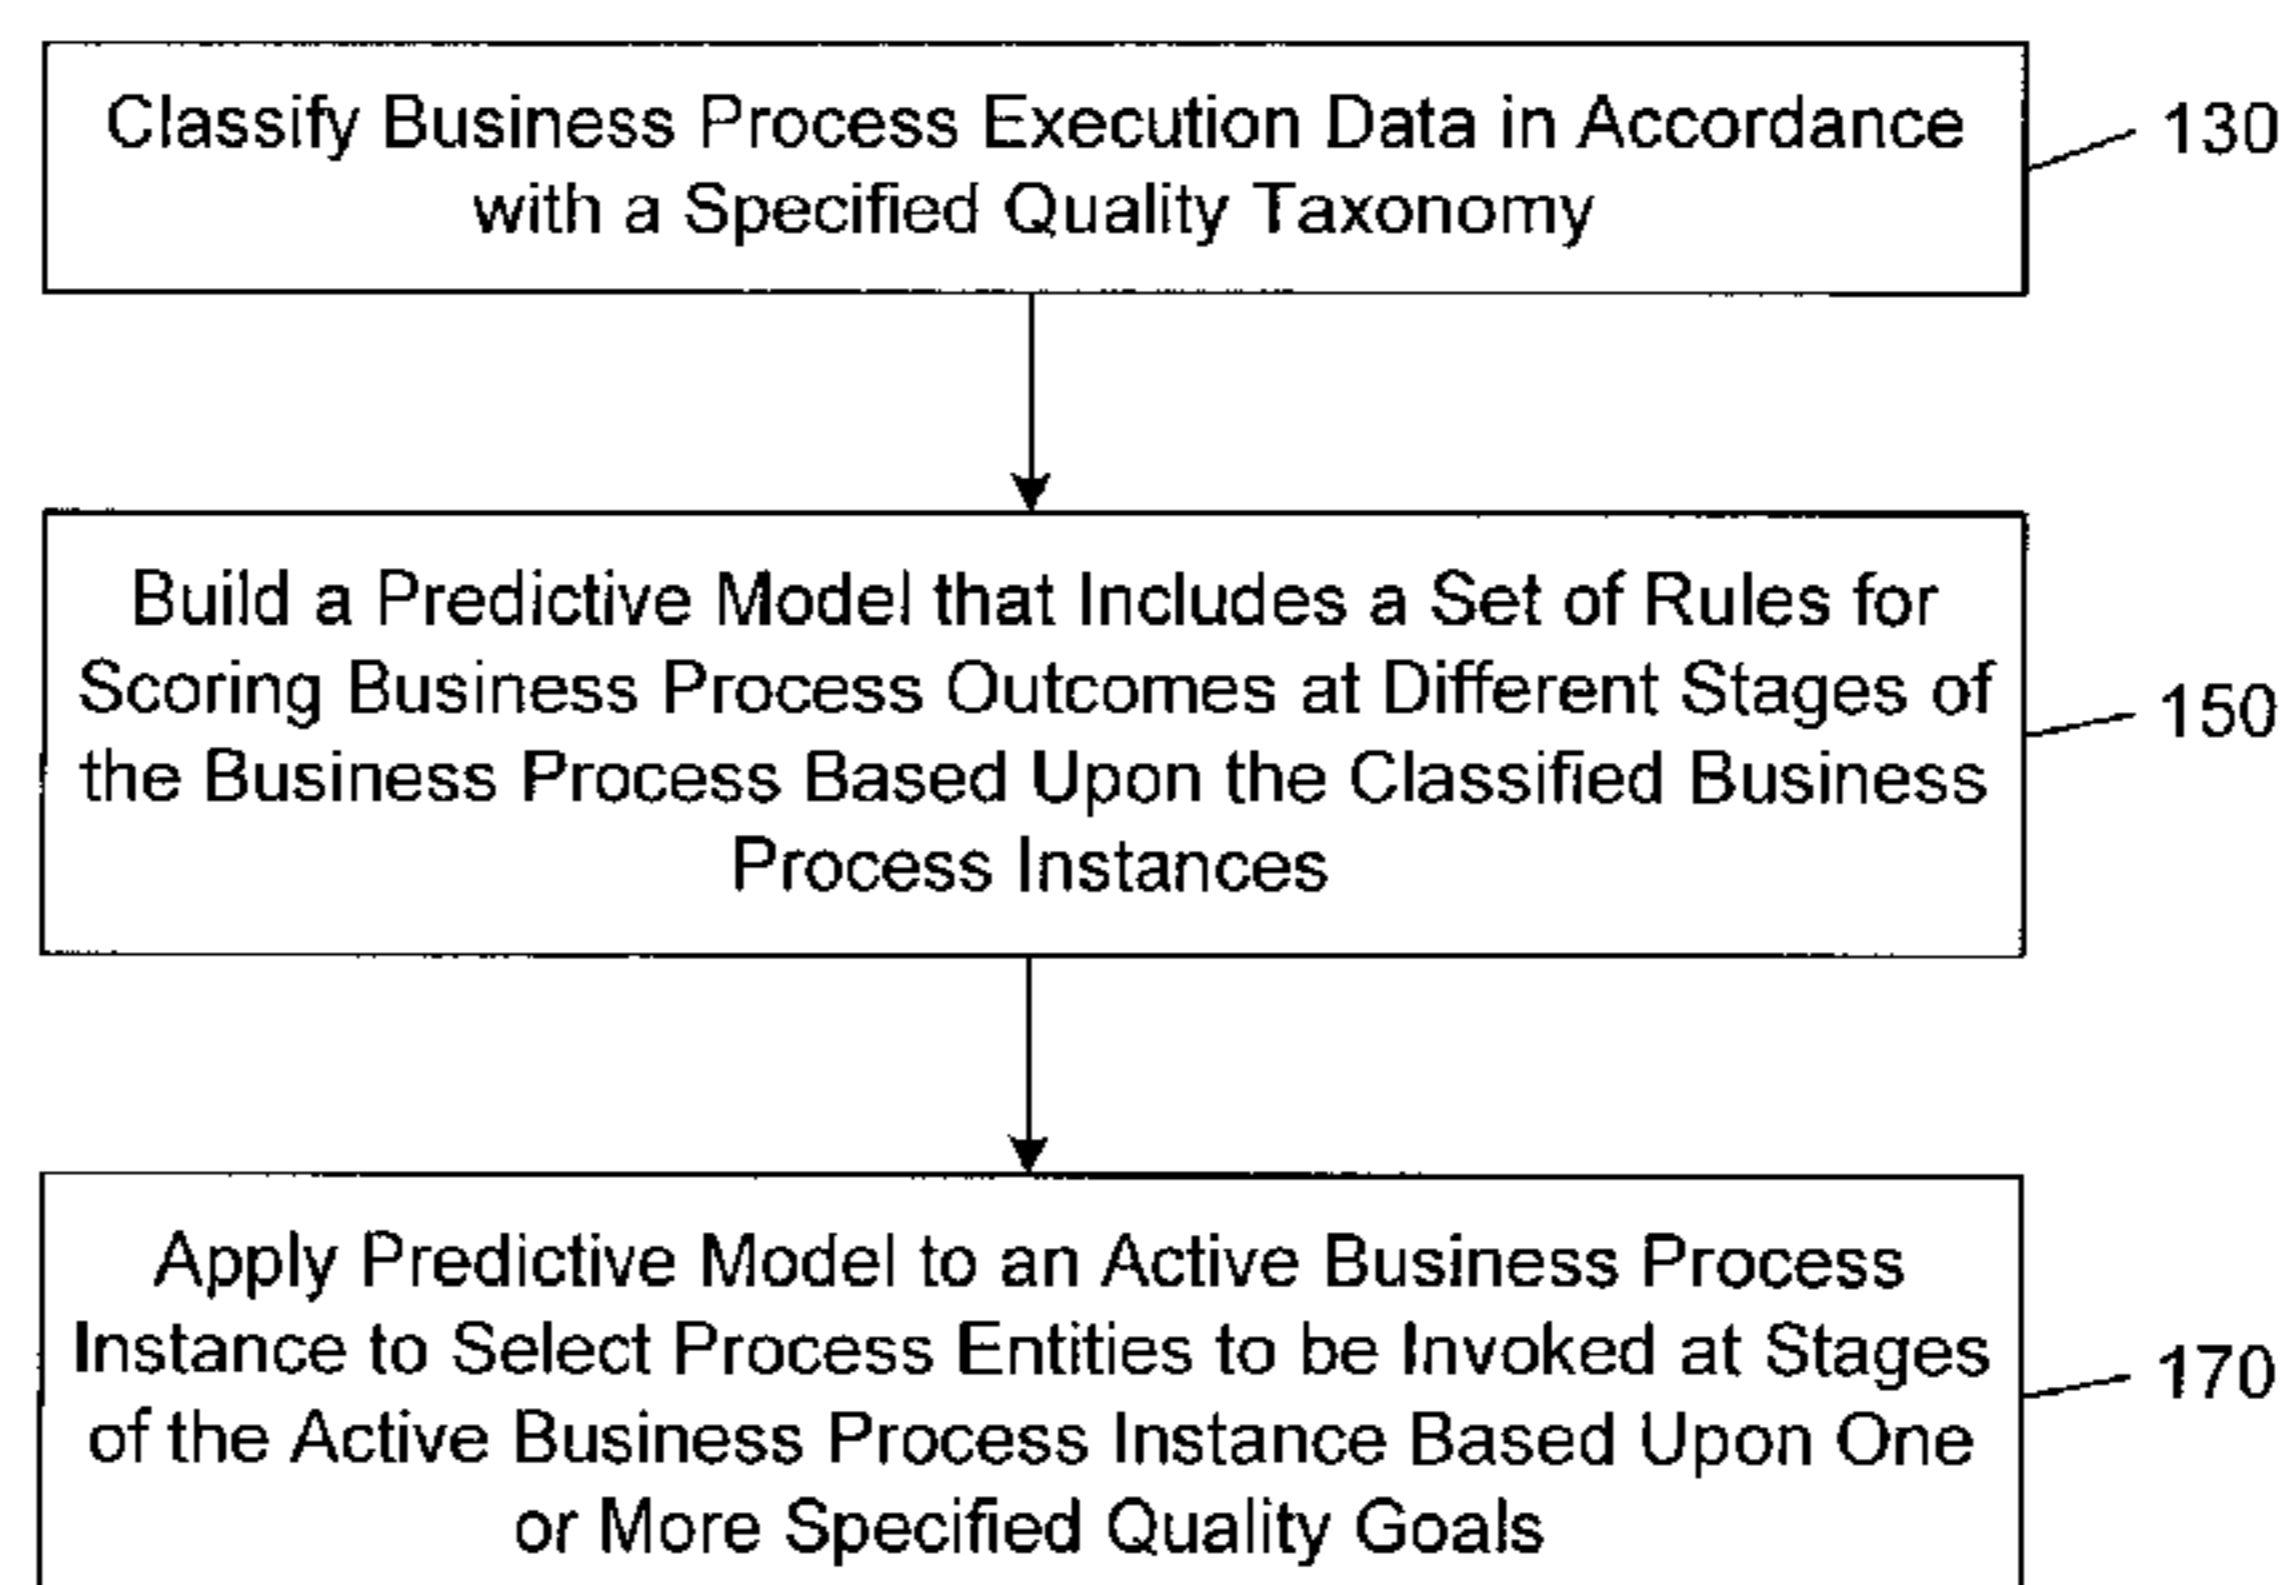 Classify Business Process Execution Data in Accordance
with a Specified Quality Taxonomy
130
Build a Predictive Model that Includes a Set of Rules for
Scoring Business Process Outcomes at Different Stages of
the Business Process Based Upon the Classified Business
Process Instances
150
Apply Predictive Model to an Active Business Process
Instance to Select Process Entities to be Invoked at Stages
of the Active Business Process Instance Based Upon One
or More Specified Quality Goals
170